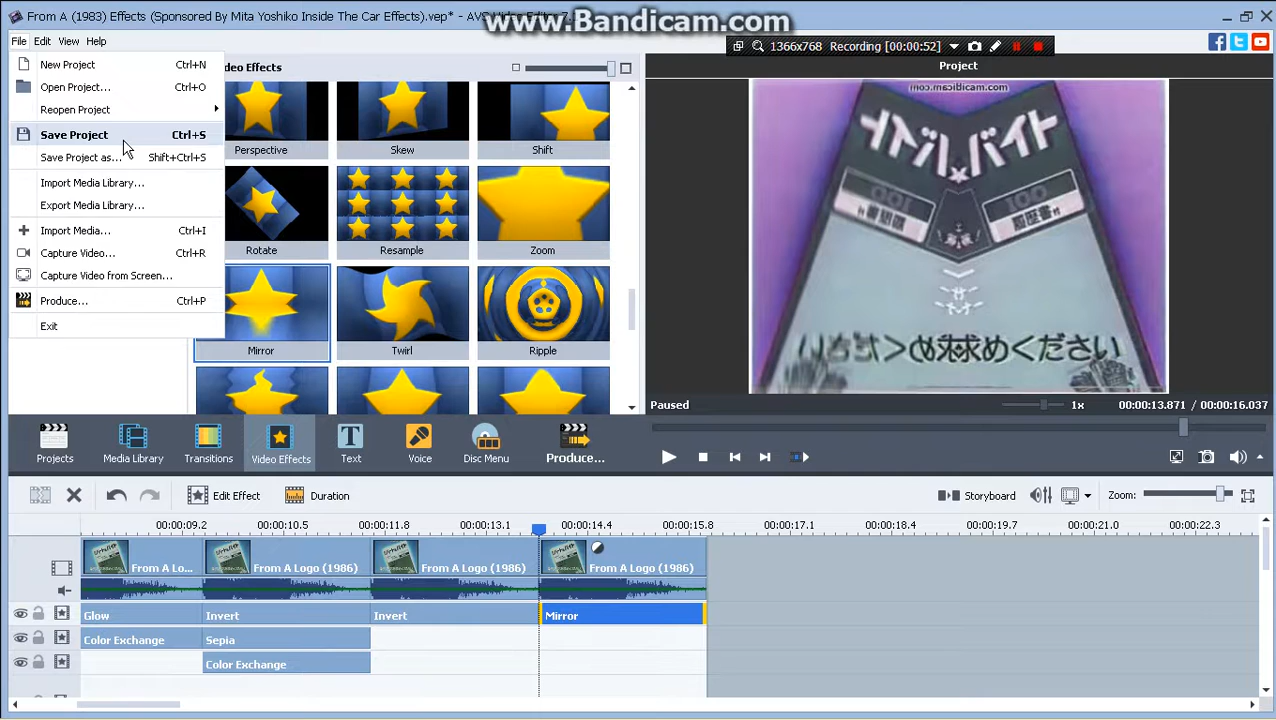 From A (1983) Effects (Sponsored By Mita Yoshiko Inside The Car Effects).vep* - AVS Video Editor 7.
www.Bandicam.com
File Edit View Help
1366x768 Recording [00:00:52]
New Project Ctrl+N
Open Project... Ctrl+O
Reopen Project
Save Project Ctrl+S
Save Project as... Shift+Ctrl+S
Import Media Library...
Export Media Library...
Import Media... Ctrl+I
Capture Video... Ctrl+R
Capture Video from Screen...
Produce... Ctrl+P
Exit
Video Effects
Perspective Skew Shift
Rotate Resample Zoom
Mirror Twirl Ripple
Project
Paused
1x 00:00:13.871 / 00:00:16.037
Projects Media Library Transitions Video Effects Text Voice Disc Menu Produce...
Edit Effect Duration
Storyboard Zoom:
00:00:09.2 00:00:10.5 00:00:11.8 00:00:13.1 00:00:14.4 00:00:15.8 00:00:17.1 00:00:18.4 00:00:19.7 00:00:21.0 00:00:22.3
From A Lo... From A Logo (1986) From A Logo (1986) From A Logo (1986)
Glow Invert Invert Mirror
Color Exchange Sepia
Color Exchange